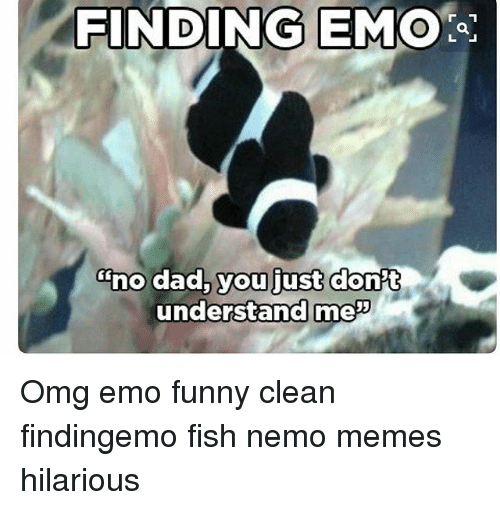 FINDING EMO
"no dad, you just don't
understand me"
Omg emo funny clean
findingemo fish nemo memes
hilarious